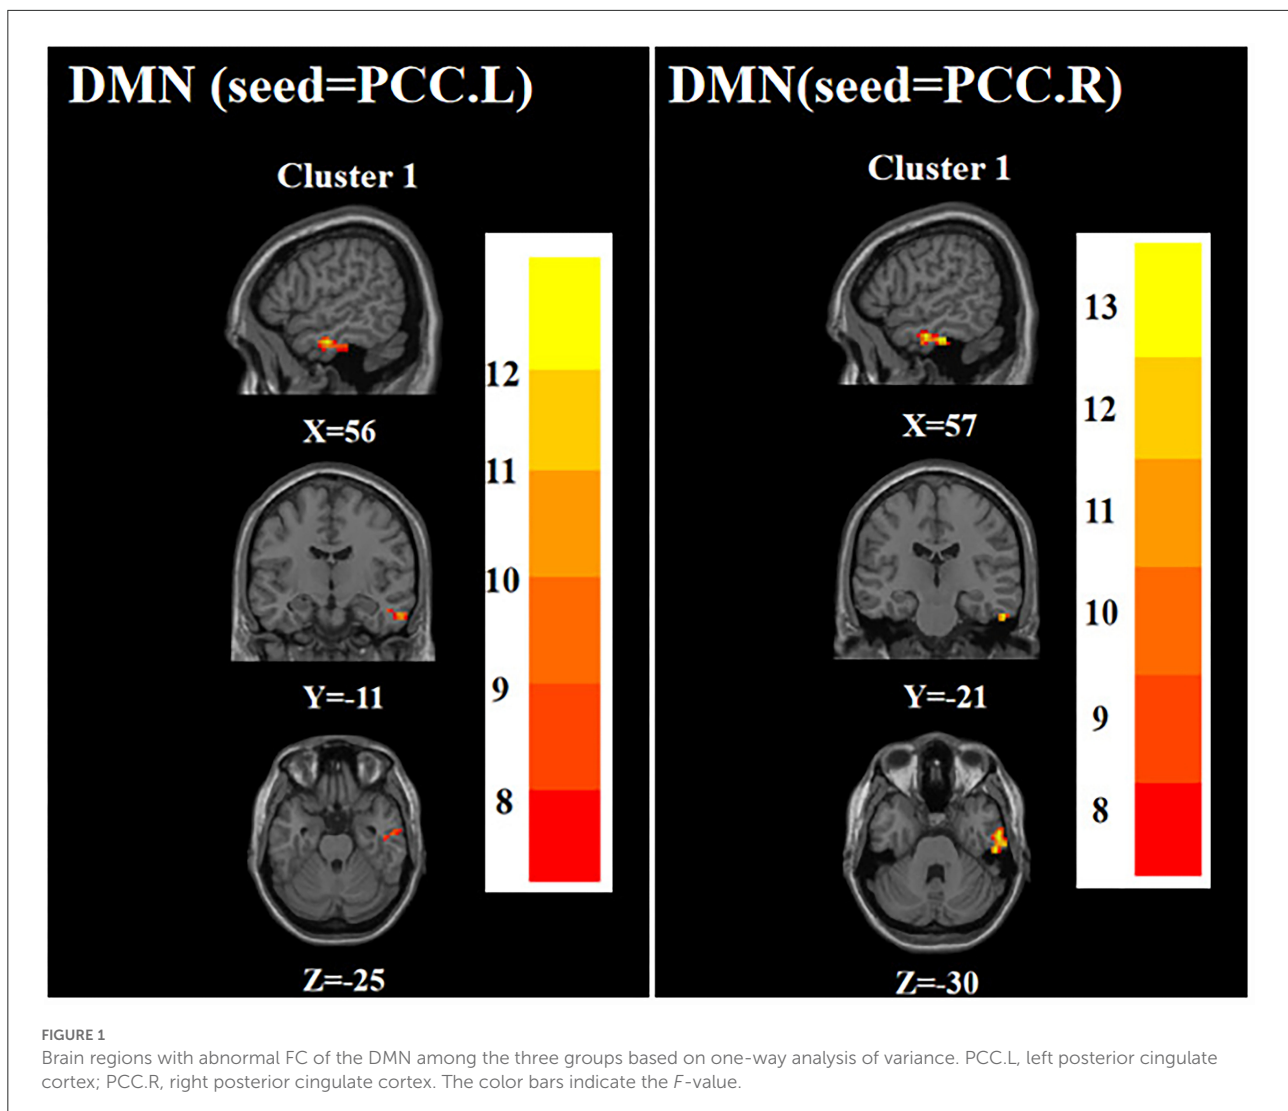 DMN (seed=PCC.L)
Cluster 1
12
11
10
9
8
X=56
Y=-11
Z=-25
DMN(seed=PCC.R)
Cluster 1
13
12
11
10
9
8
X=57
Y=-21
Z=-30
FIGURE 1
Brain regions with abnormal FC of the DMN among the three groups based on one-way analysis of variance. PCC.L, left posterior cingulate
cortex; PCC.R, right posterior cingulate cortex. The color bars indicate the F-value.